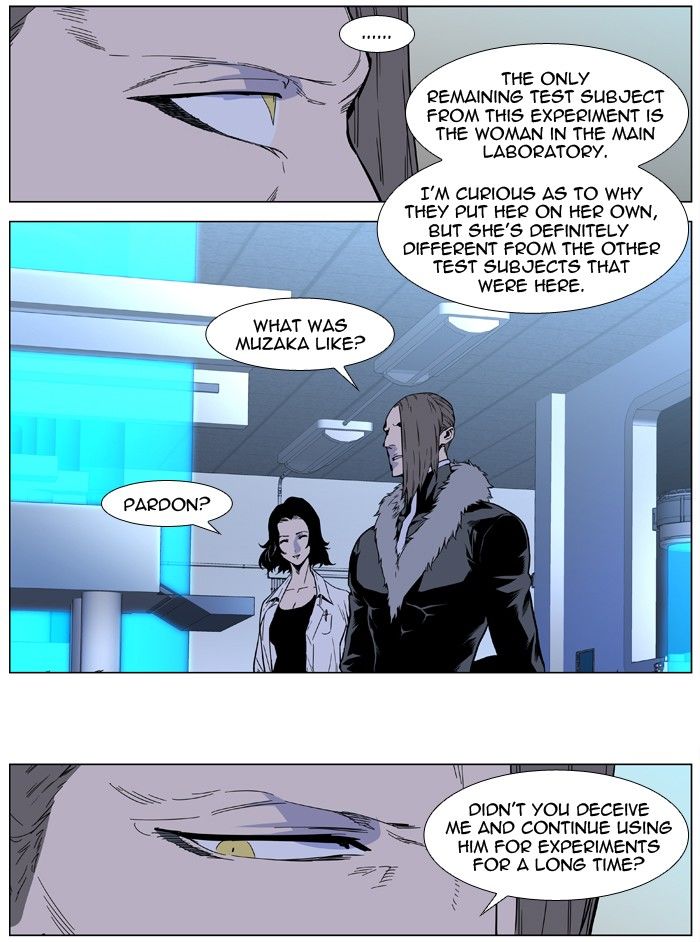 ......
THE ONLY
REMAINING TEST SUBJECT
FROM THIS EXPERIMENT IS
THE WOMAN IN THE MAIN
LABORATORY.
I'M CURIOUS AS TO WHY
THEY PUT HER ON HER OWN,
BUT SHE'S DEFINITELY
DIFFERENT FROM THE OTHER
TEST SUBJECTS THAT
WERE HERE.
WHAT WAS
MUZAKA LIKE?
PARDON?
DIDN'T YOU DECEIVE
ME AND CONTINUE USING
HIM FOR EXPERIMENTS
FOR A LONG TIME?